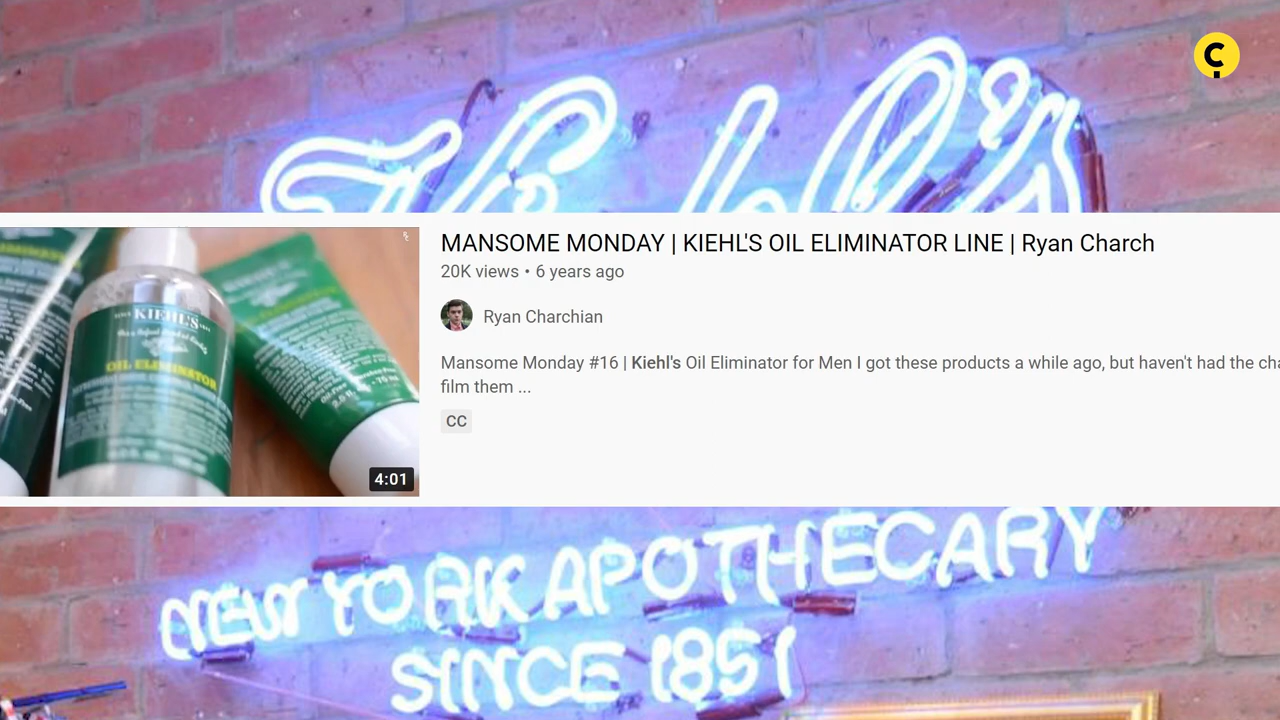 Kiehl's
MANSOME MONDAY | KIEHL'S OIL ELIMINATOR LINE | Ryan Charch
20K views • 6 years ago
Ryan Charchian
Mansome Monday #16 | Kiehl's Oil Eliminator for Men I got these products a while ago, but haven't had the cha
film them ...
CC
KIEHL'S
OIL ELIMINATOR
4:01
NEW YORK APOTHECARY
SINCE 1851